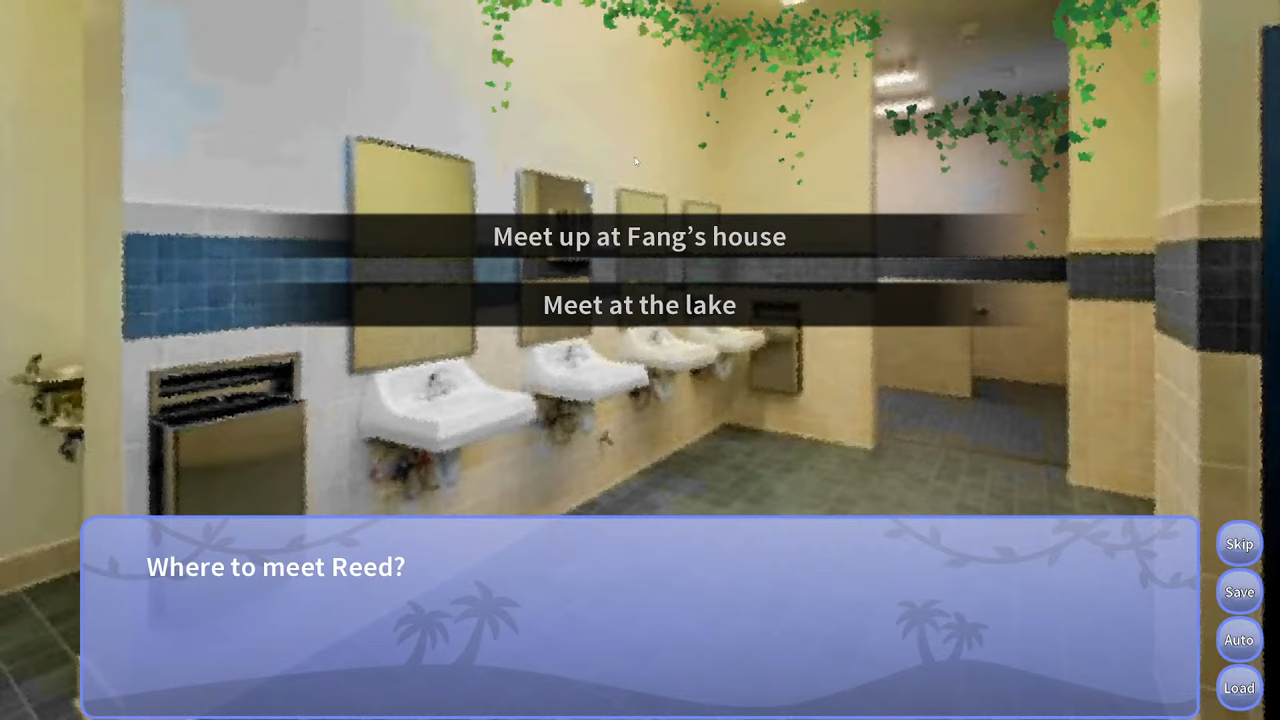 Meet up at Fang’s house
Meet at the lake
Where to meet Reed?
Skip
Save
Auto
Load